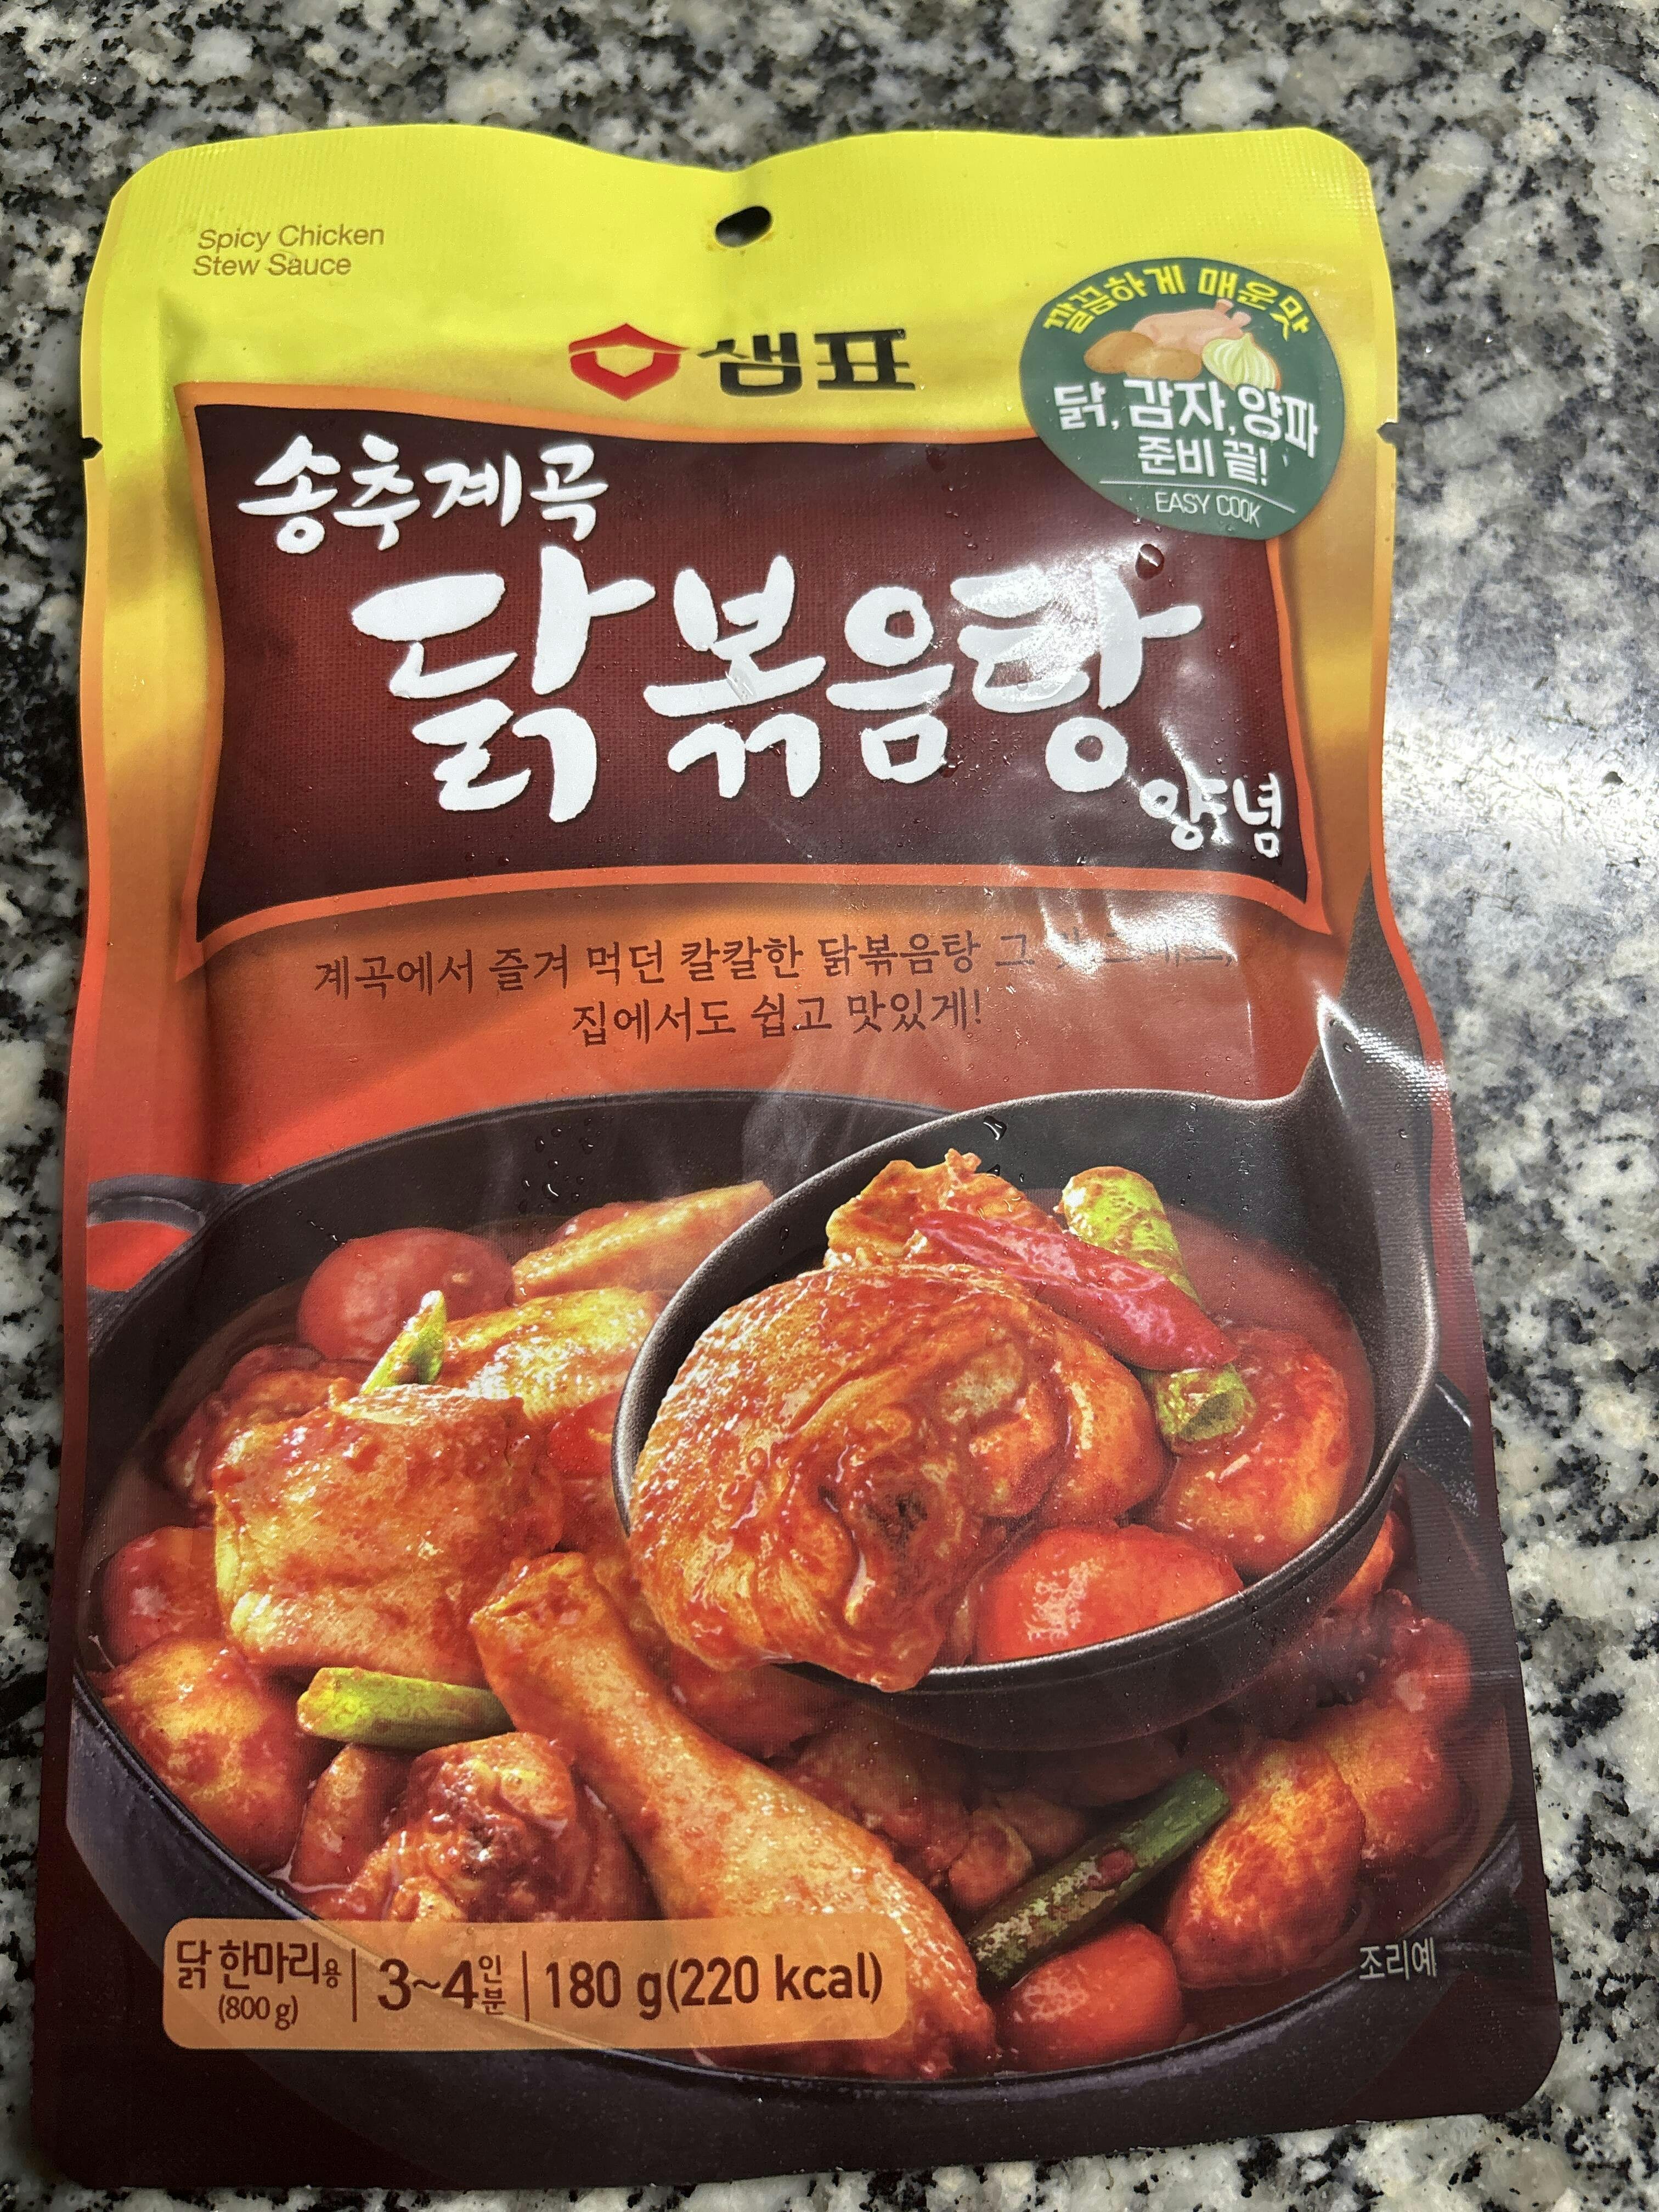 Spicy Chicken
Stew Sauce
샘표
깔끔하게 매운맛
닭, 감자, 양파
준비 끝!
EASY COOK
송추계곡
닭볶음탕
양념
계곡에서 즐겨 먹던 칼칼한 닭볶음탕 그
집에서도 쉽고 맛있게!
닭 한마리용
(800 g)
3~4인분
180 g(220 kcal)
조리예